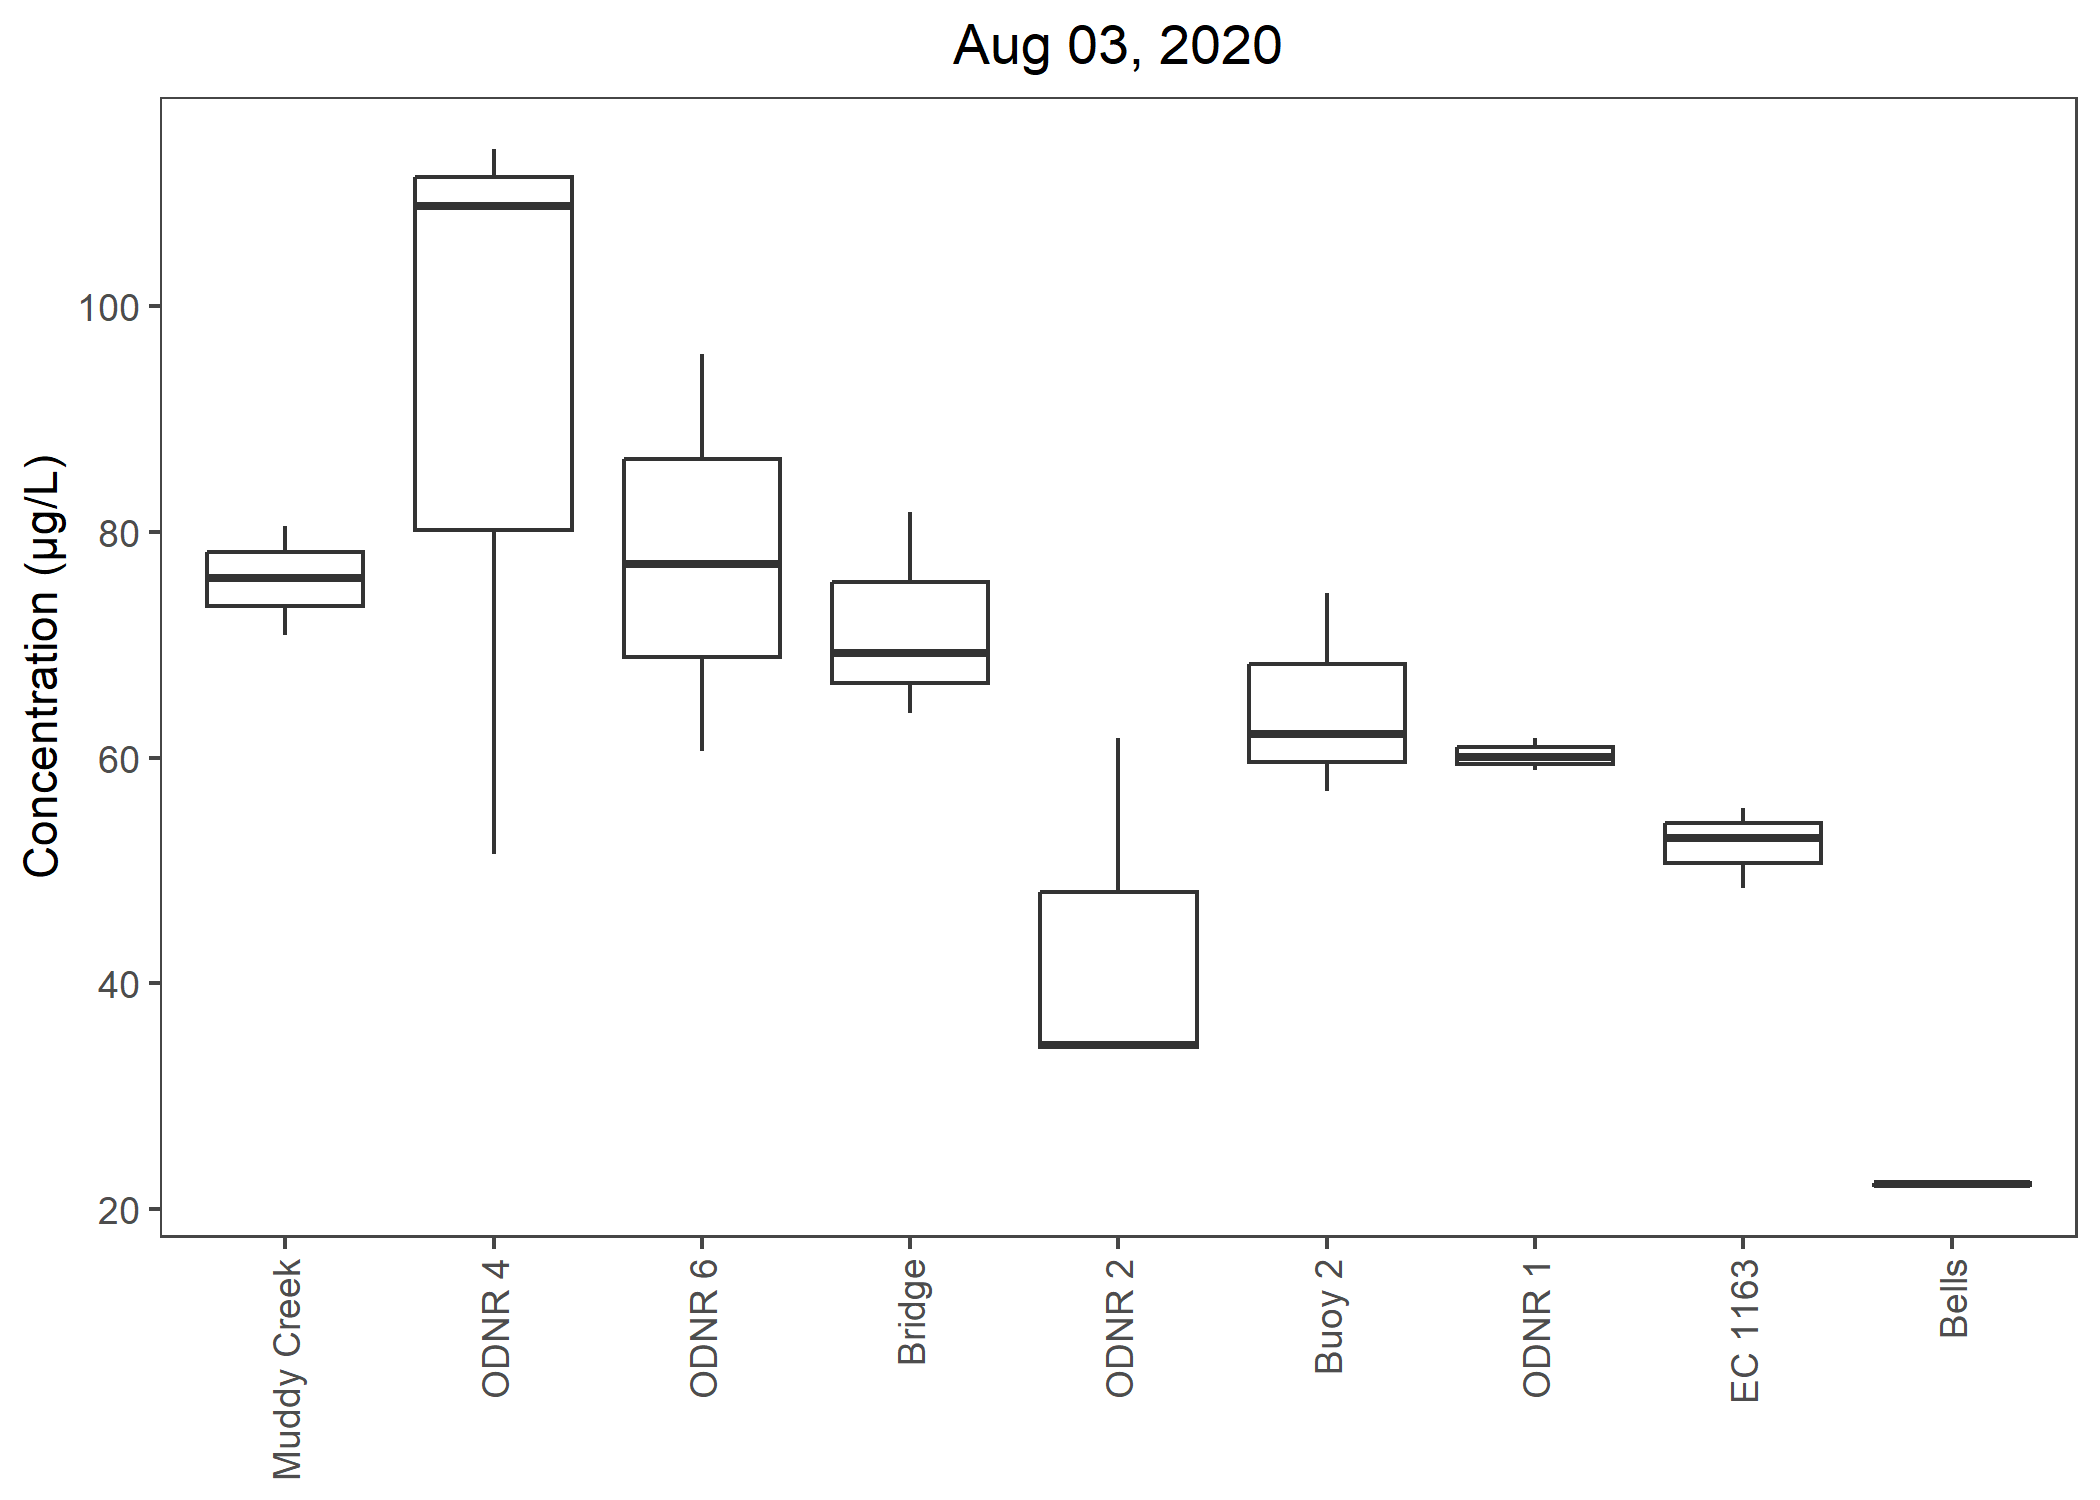 Aug 03, 2020
Concentration (µg/L)
100
80
60
40
20
Muddy Creek
ODNR 4
ODNR 6
Bridge
ODNR 2
Buoy 2
ODNR 1
EC 1163
Bells